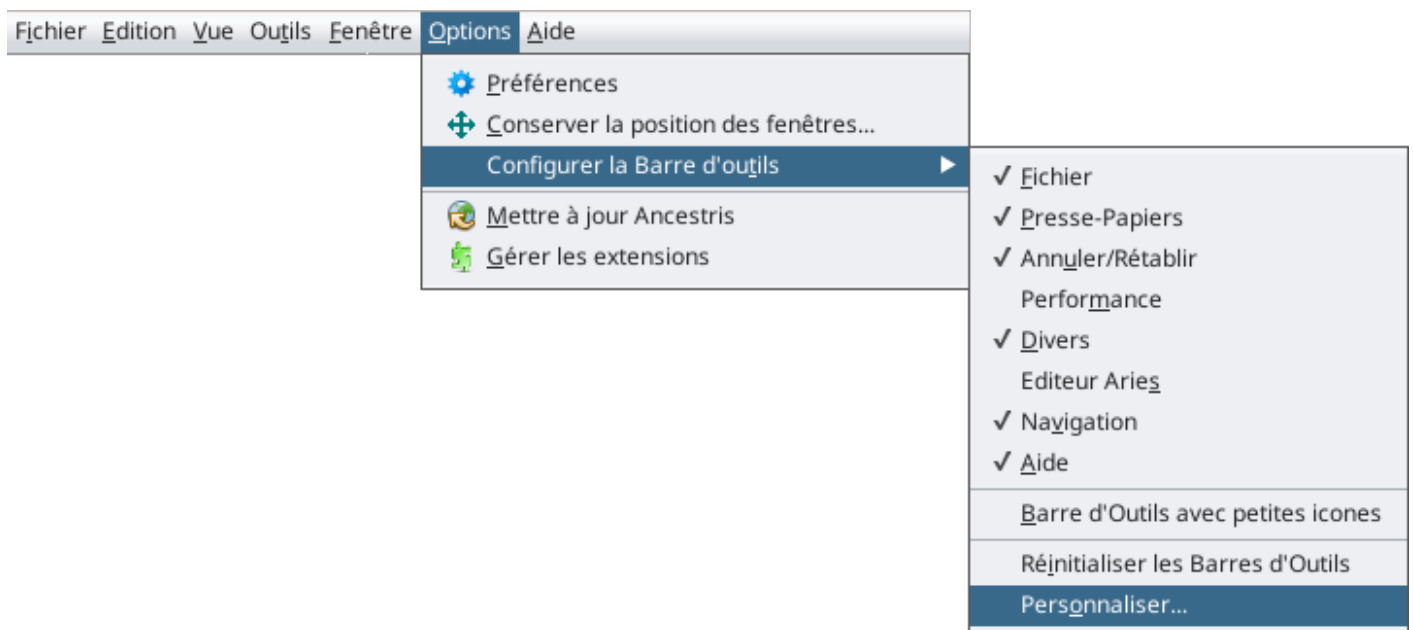 Fichier Edition Vue Outils Fenêtre Options Aide
Préférences
Conserver la position des fenêtres...
Configurer la Barre d'outils
Mettre à jour Ancestris
Gérer les extensions
Fichier
Presse-Papiers
Annuler/Rétablir
Performance
Divers
Editeur Aries
Navigation
Aide
Barre d'Outils avec petites icones
Réinitialiser les Barres d'Outils
Personnaliser...